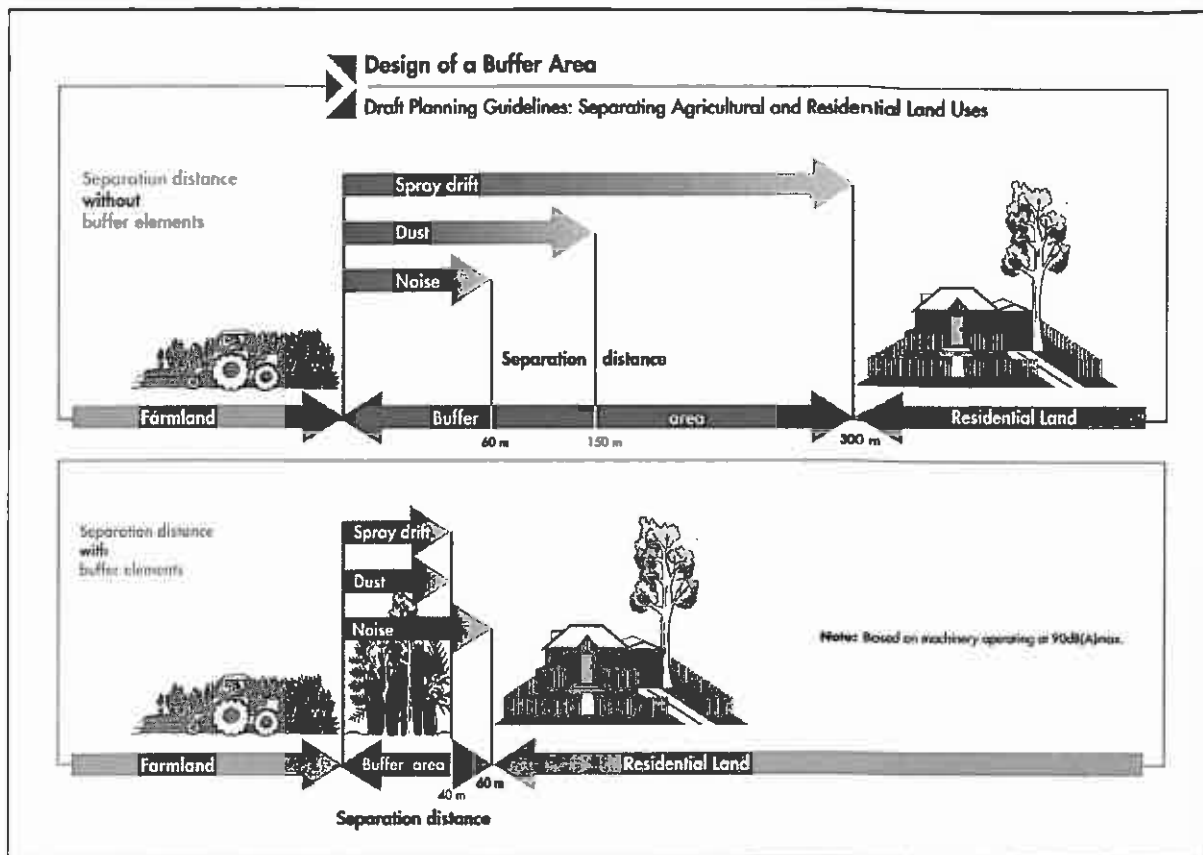 Design of a Buffer Area
Draft Planning Guidelines: Separating Agricultural and Residential Land Uses
Separation distance
without
buffer elements
Spray drift
Dust
Noise
Separation distance
Farmland
Buffer area
Residential Land
60 m
150 m
300 m
Separation distance
with
buffer elements
Spray drift
Dust
Noise
Note: Based on machinery operating at 90dB(A)max.
Farmland
Buffer area
Residential Land
40 m
60 m
Separation distance